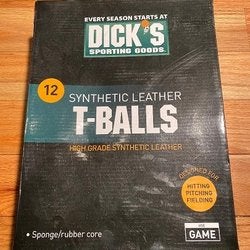 EVERY SEASON STARTS AT
DICK'S
SPORTING GOODS.
12
SYNTHETIC LEATHER
T-BALLS
HIGH GRADE SYNTHETIC LEATHER
DESIGNED FOR
HITTING
PITCHING
FIELDING
• Sponge/rubber core
USE
GAME